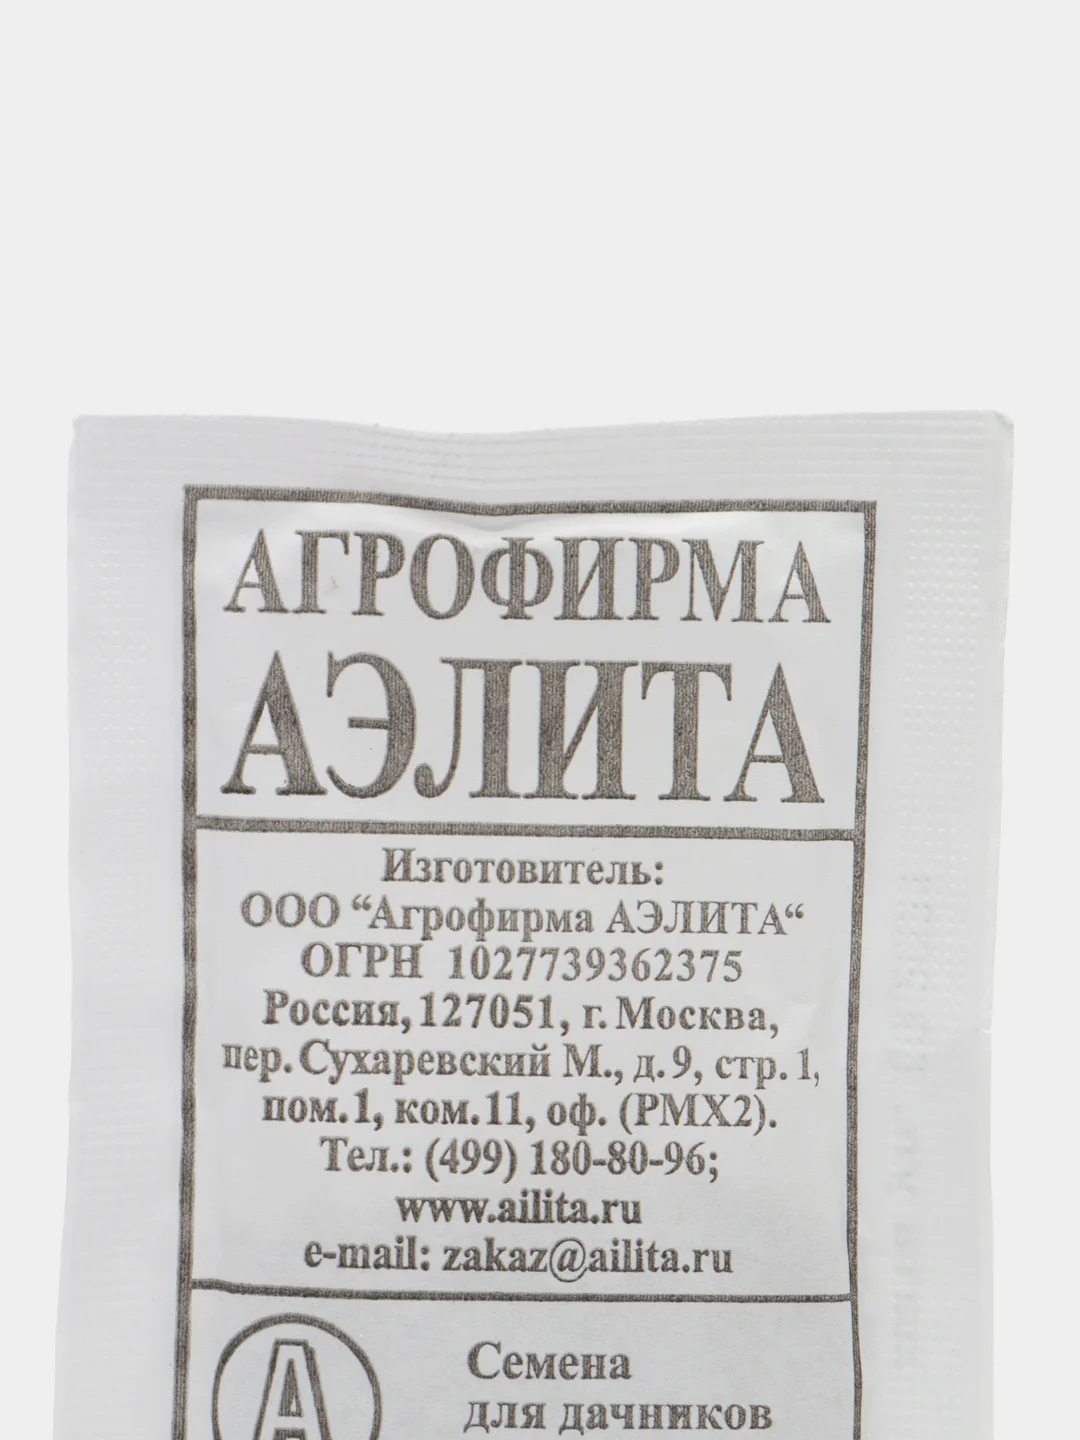 АГРОФИРМА
АЭЛИТА
Изготовитель:
ООО “Агрофирма АЭЛИТА“
ОГРН 1027739362375
Россия, 127051, г. Москва,
пер. Сухаревский М., д. 9, стр. 1,
пом. 1, ком. 11, оф. (РМХ2).
Тел.: (499) 180-80-96;
www.ailita.ru
e-mail: zakaz@ailita.ru
А
Семена
для дачников